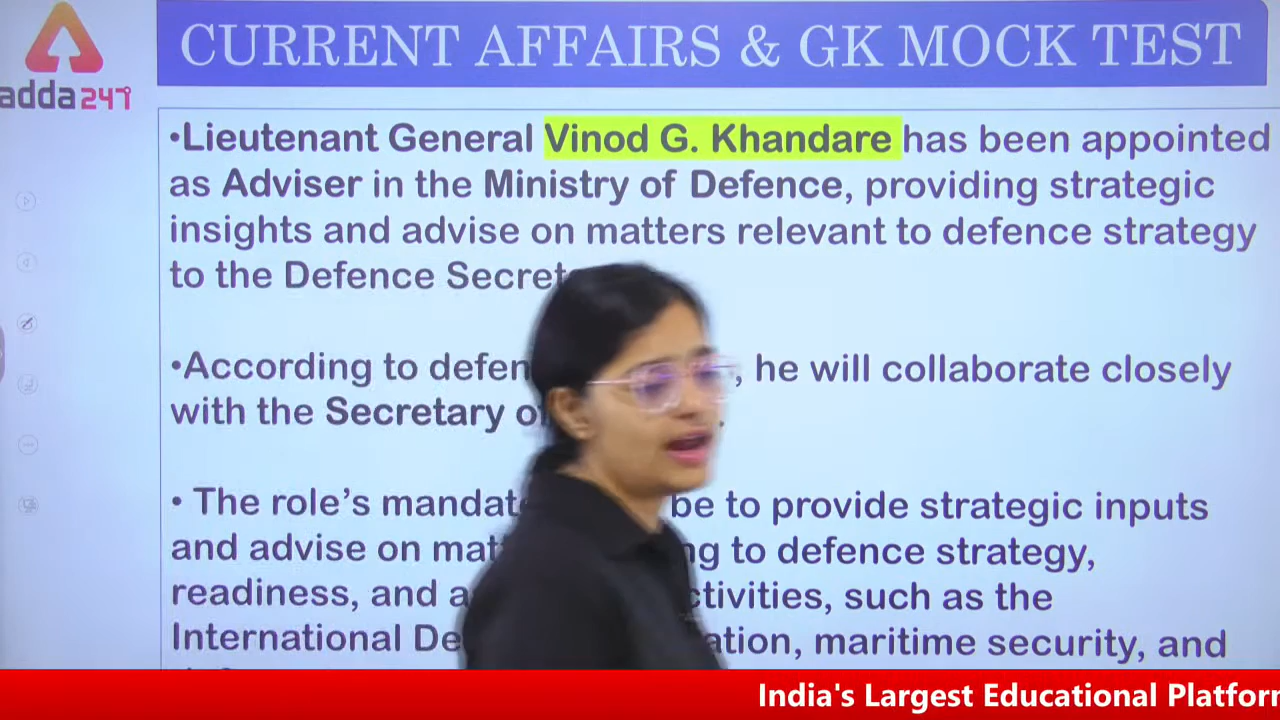 CURRENT AFFAIRS & GK MOCK TEST
adda247
•Lieutenant General Vinod G. Khandare has been appointed
as Adviser in the Ministry of Defence, providing strategic
insights and advise on matters relevant to defence strategy
to the Defence
•According to , he will collaborate closely
with the Secretary
• The role's be to provide strategic inputs
and advise on to defence strategy,
readiness, and such as the
International maritime security, and
India's Largest Educational